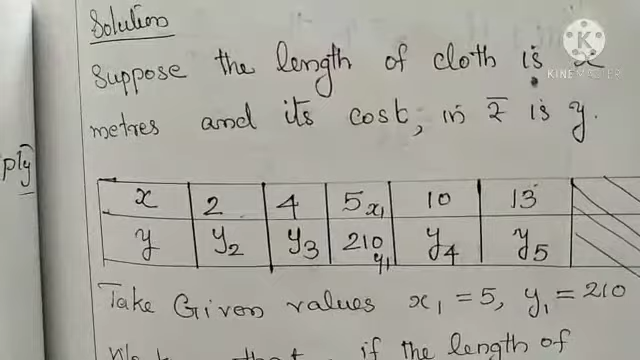 Solution
Suppose the length of cloth is x
KINEMASTER
metres and its cost, in ₹ is y.
ply
x 2 4 5 x₁ 10 13
y y₂ y₃ 210 y₁ y₄ y₅
Take Given values x₁ = 5, y₁ = 210
if the length of